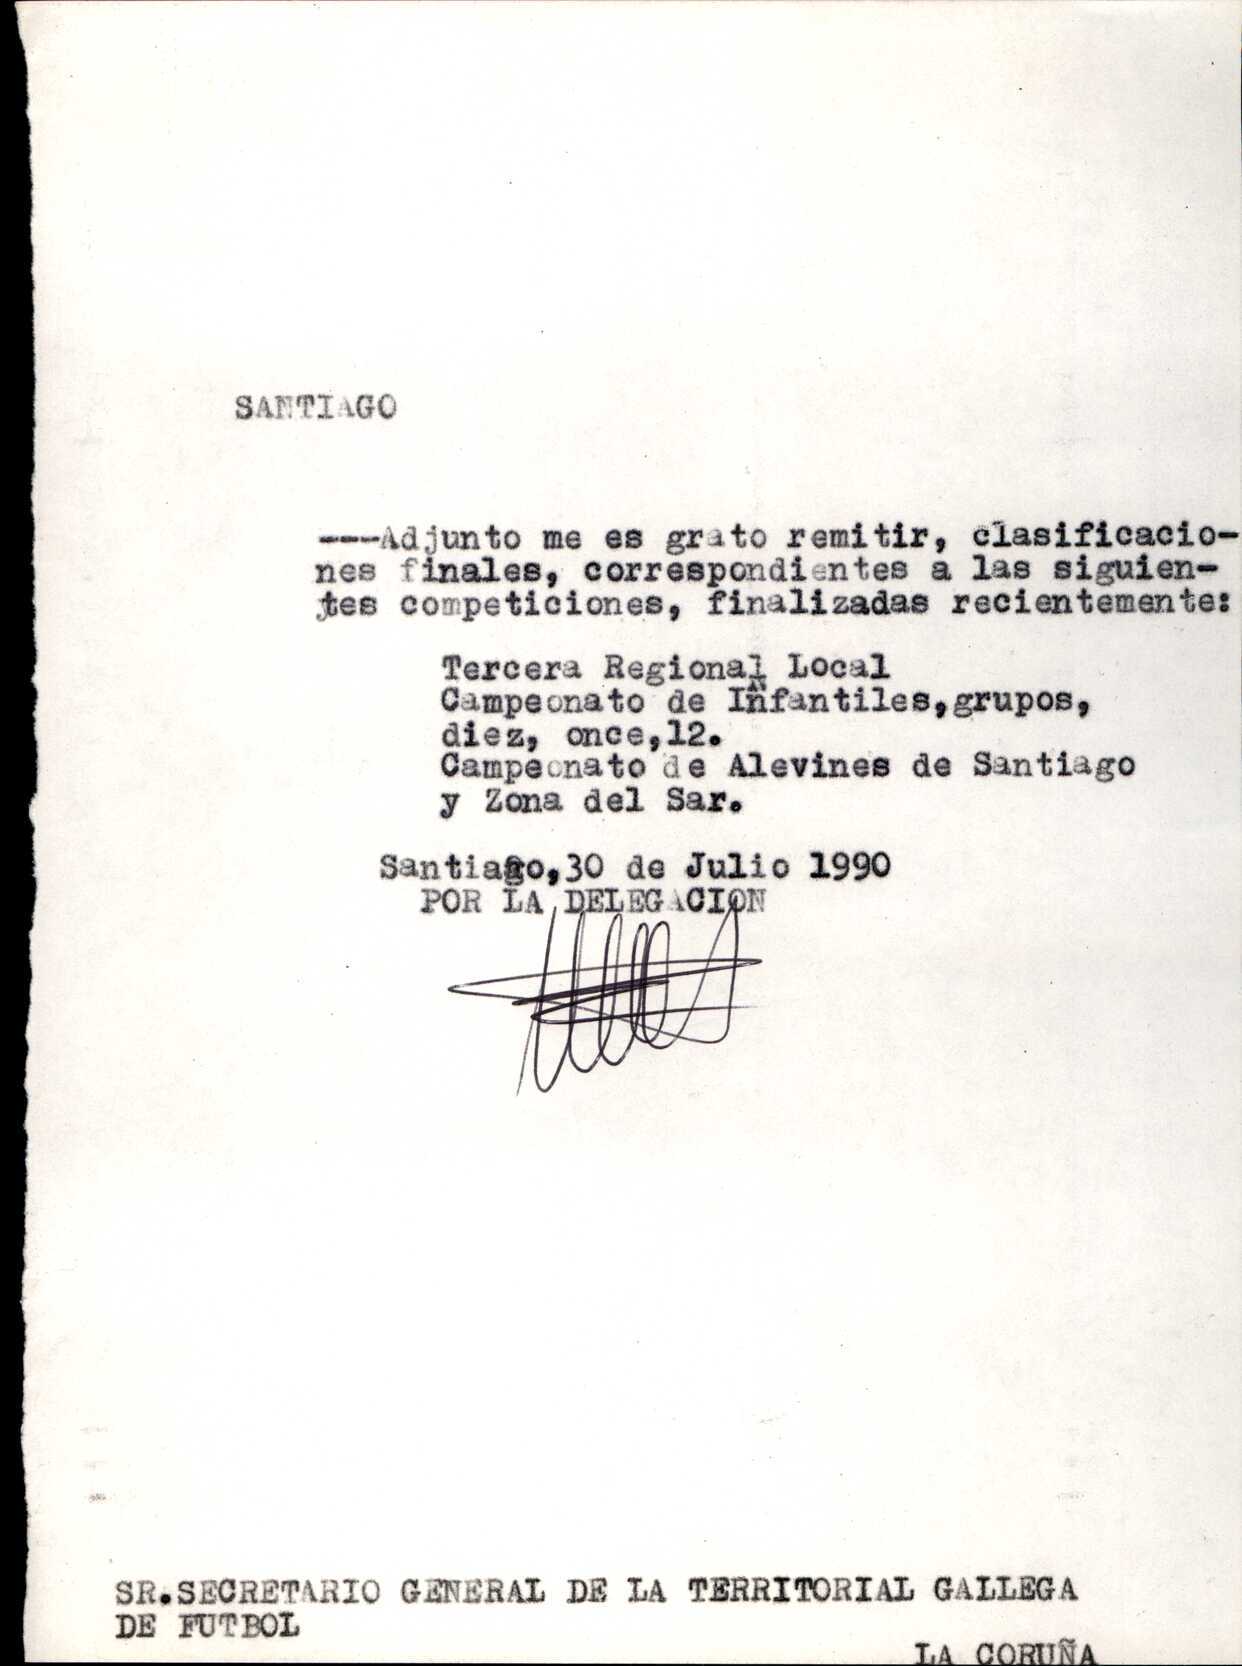 SANTIAGO
---Adjunto me es grato remitir, clasificacio-
nes finales, correspondientes a las siguien-
tes competiciones, finalizadas recientemente:
Tercera Regional Local
Campeonato de Infantiles,grupos,
diez, once,12.
Campeonato de Alevines de Santiago
y Zona del Sar.
Santiago,30 de Julio 1990
POR LA DELEGACION
SR.SECRETARIO GENERAL DE LA TERRITORIAL GALLEGA
DE FUTBOL
LA CORUÑA